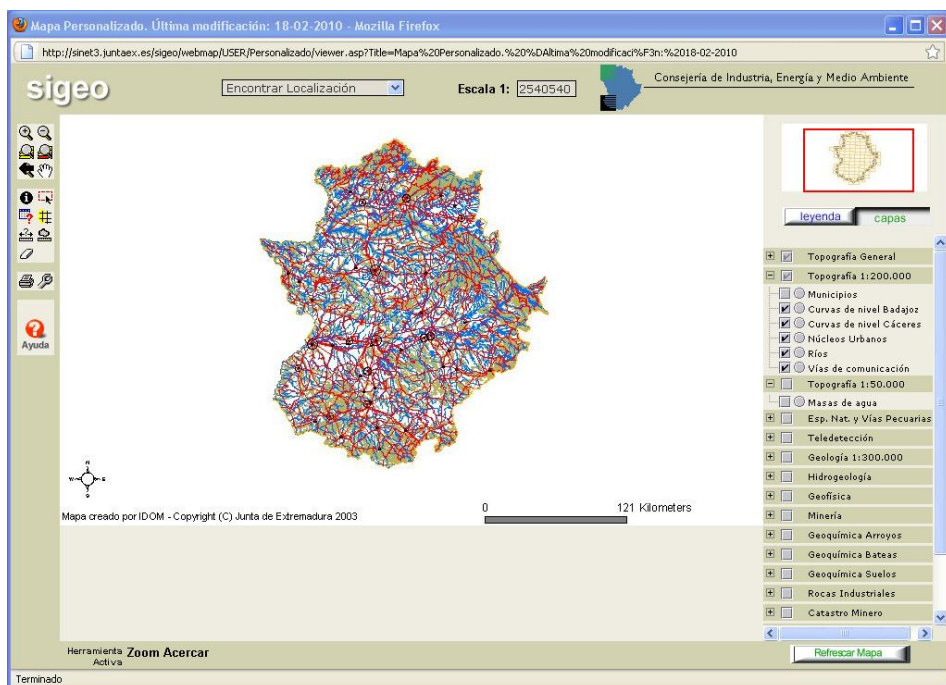 Mapa Personalizado. Última modificación: 18-02-2010 - Mozilla Firefox
http://sinet3.juntaex.es/sigeo/webmap/USER/Personalizado/viewer.asp?Title=Mapa%20Personalizado.%20%DAltima%20modificaci%F3n:%2018-02-2010
sigeo
Encontrar Localización
Escala 1: 2540540
Consejería de Industria, Energía y Medio Ambiente
leyenda
capas
Topografía General
Topografía 1:200.000
Municipios
Curvas de nivel Badajoz
Curvas de nivel Cáceres
Núcleos Urbanos
Ríos
Vías de comunicación
Topografía 1:50.000
Masas de agua
Esp. Nat. y Vías Pecuarias
Teledetección
Geología 1:300.000
Hidrogeología
Geofísica
Minería
Geoquímica Arroyos
Geoquímica Bateas
Geoquímica Suelos
Rocas Industriales
Catastro Minero
Ayuda
Mapa creado por IDOM - Copyright (C) Junta de Extremadura 2003
0 121 Kilometers
Herramienta Activa Zoom Acercar
Refrescar Mapa
Terminado